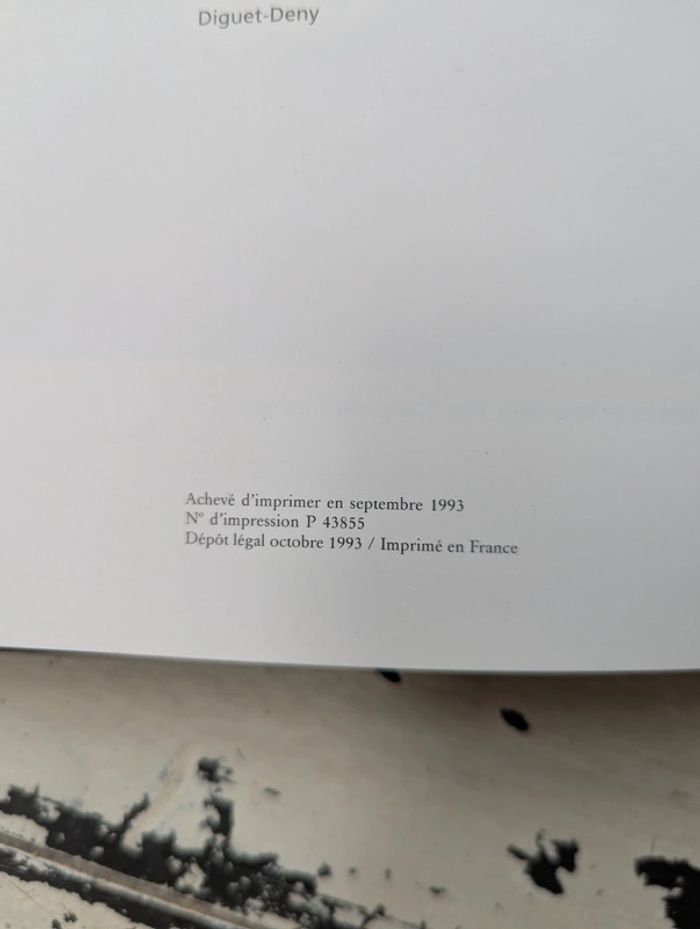 Diguet-Deny
Achevé d'imprimer en septembre 1993
N° d'impression P 43855
Dépôt légal octobre 1993 / Imprimé en France